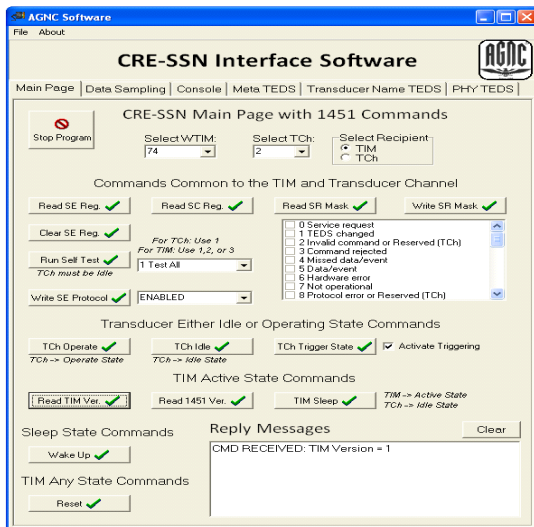 AGNC Software
File About
CRE-SSN Interface Software
AGNC
Main Page Data Sampling Console Meta TEDS Transducer Name TEDS PHY TEDS
CRE-SSN Main Page with 1451 Commands
Stop Program
Select WTIM: Select TCh: Select Recipient
74 2 TIM
TCh
Commands Common to the TIM and Transducer Channel
Read SE Reg. Read SC Reg. Read SR Mask Write SR Mask
Clear SE Reg.
For TCh: Use 1
For TIM: Use 1,2, or 3
Run Self Test 1 Test All
TCh must be Idle
Write SE Protocol ENABLED
0 Service request
1 TEDS changed
2 Invalid command or Reserved (TCh)
3 Command rejected
4 Missed data/event
5 Data/event
6 Hardware error
7 Not operational
8 Protocol error or Reserved (TCh)
Transducer Either Idle or Operating State Commands
TCh Operate TCh Idle TCh Trigger State Activate Triggering
TCh -> Operate State TCh -> Idle State
TIM Active State Commands
Read TIM Ver. Read 1451 Ver. TIM Sleep TIM -> Active State
TCh -> Idle State
Sleep State Commands Reply Messages Clear
Wake Up CMD RECEIVED: TIM Version = 1
TIM Any State Commands
Reset